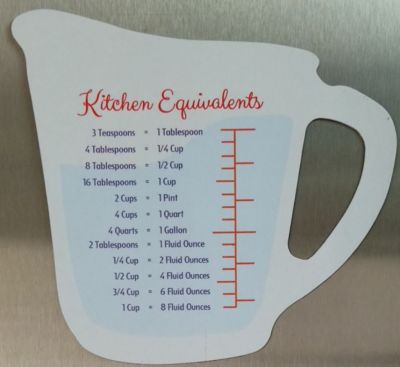 Kitchen Equivalents
3 Teaspoons = 1 Tablespoon
4 Tablespoons = 1/4 Cup
8 Tablespoons = 1/2 Cup
16 Tablespoons = 1 Cup
2 Cups = 1 Pint
4 Cups = 1 Quart
4 Quarts = 1 Gallon
2 Tablespoons = 1 Fluid Ounce
1/4 Cup = 2 Fluid Ounces
1/2 Cup = 4 Fluid Ounces
3/4 Cup = 6 Fluid Ounces
1 Cup = 8 Fluid Ounces